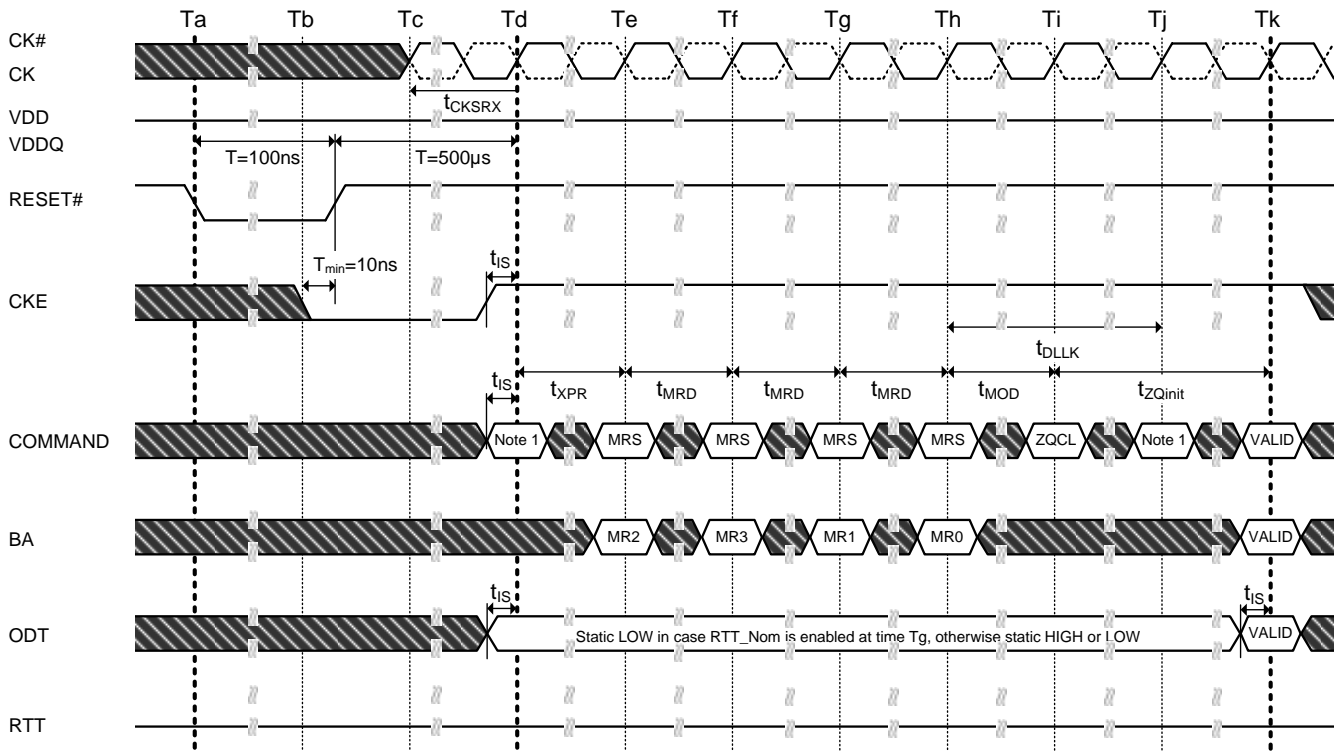 Ta Tb Tc Td Te Tf Tg Th Ti Tj Tk
CK#
CK
tCKSRX
VDD
VDDQ
T=100ns T=500µs
RESET#
Tmin=10ns tIS
CKE
tDLLK
tIS tXPR tMRD tMRD tMRD tMOD tZQinit
COMMAND Note 1 MRS MRS MRS MRS ZQCL Note 1 VALID
BA MR2 MR3 MR1 MR0 VALID
tIS tIS
ODT Static LOW in case RTT_Nom is enabled at time Tg, otherwise static HIGH or LOW VALID
RTT